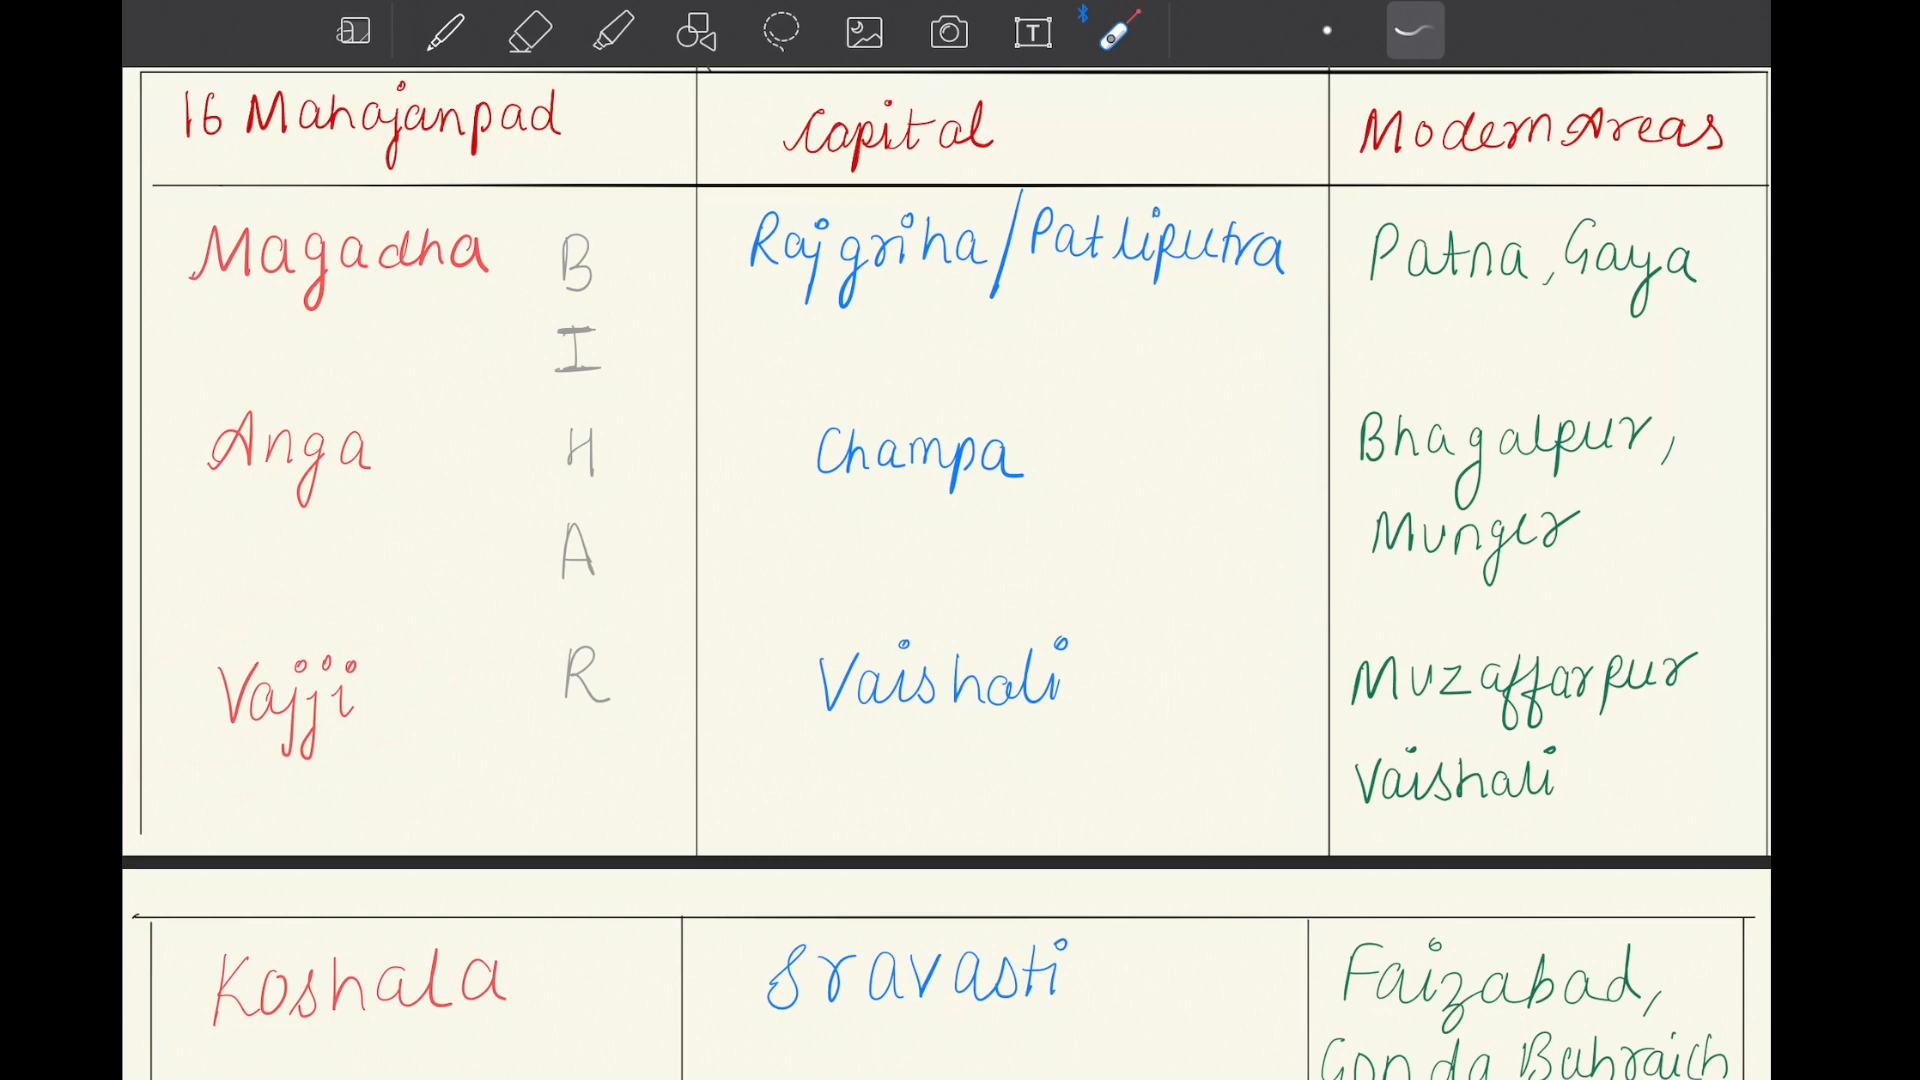 16 Mahajanpad Capital Modern Areas
Magadha B Rajgriha/Patliputra Patna, Gaya
I
Anga H Champa Bhagalpur,
A Munger
Vajji R Vaishali Muzaffarpur
Vaishali
Koshala Sravasti Faizabad,
Gonda Bahraich